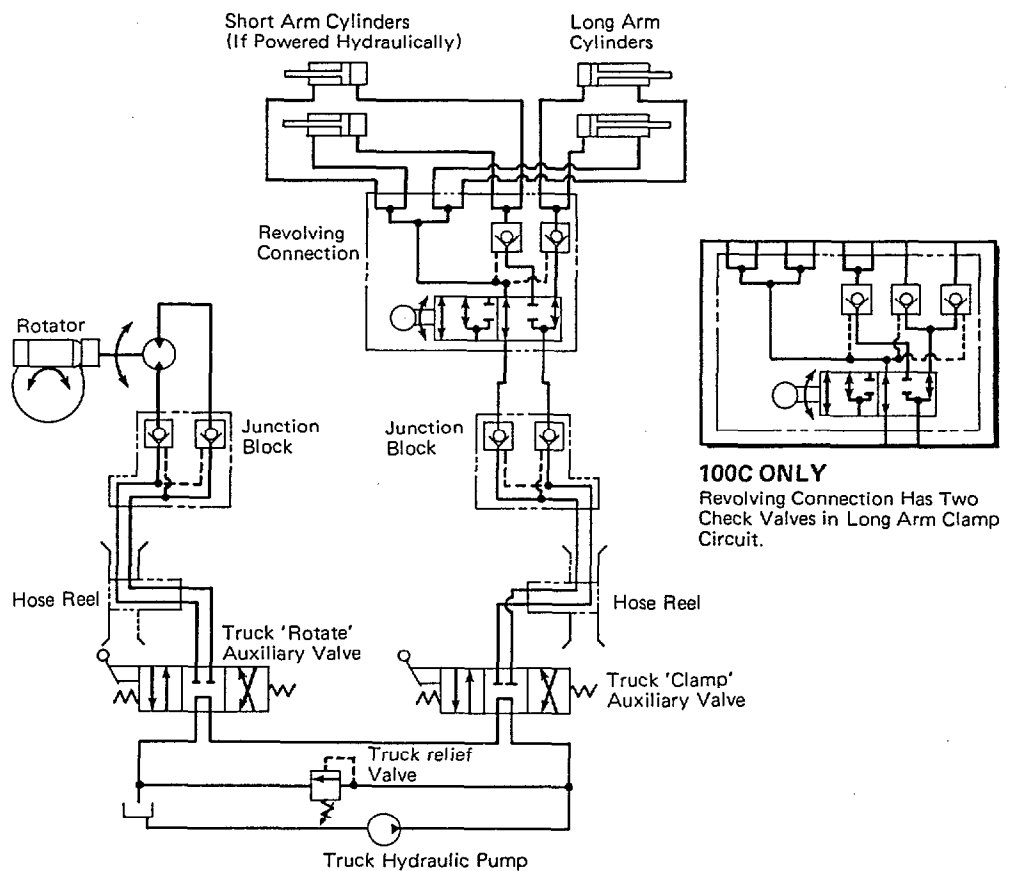 Short Arm Cylinders
(If Powered Hydraulically)
Long Arm
Cylinders
Revolving
Connection
Rotator
Junction
Block
Junction
Block
100C ONLY
Revolving Connection Has Two
Check Valves in Long Arm Clamp
Circuit.
Hose Reel
Hose Reel
Truck 'Rotate'
Auxiliary Valve
Truck 'Clamp'
Auxiliary Valve
Truck relief
Valve
Truck Hydraulic Pump